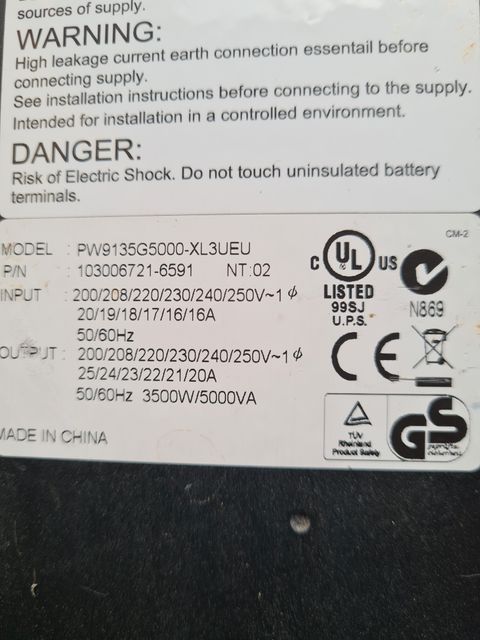 sources of supply.
WARNING:
High leakage current earth connection essentail before
connecting supply.
See installation instructions before connecting to the supply.
Intended for installation in a controlled environment.
DANGER:
Risk of Electric Shock. Do not touch uninsulated battery
terminals.
CM-2
MODEL : PW9135G5000-XL3UEU
P/N : 103006721-6591 NT:02
INPUT : 200/208/220/230/240/250V~1ϕ
20/19/18/17/16/16A
50/60Hz
OUTPUT : 200/208/220/230/240/250V~1ϕ
25/24/23/22/21/20A
50/60Hz 3500W/5000VA
MADE IN CHINA
C UL US
LISTED
99SJ
U.P.S.
N869
CE
TÜV
Rheinland
Product Safety
GS